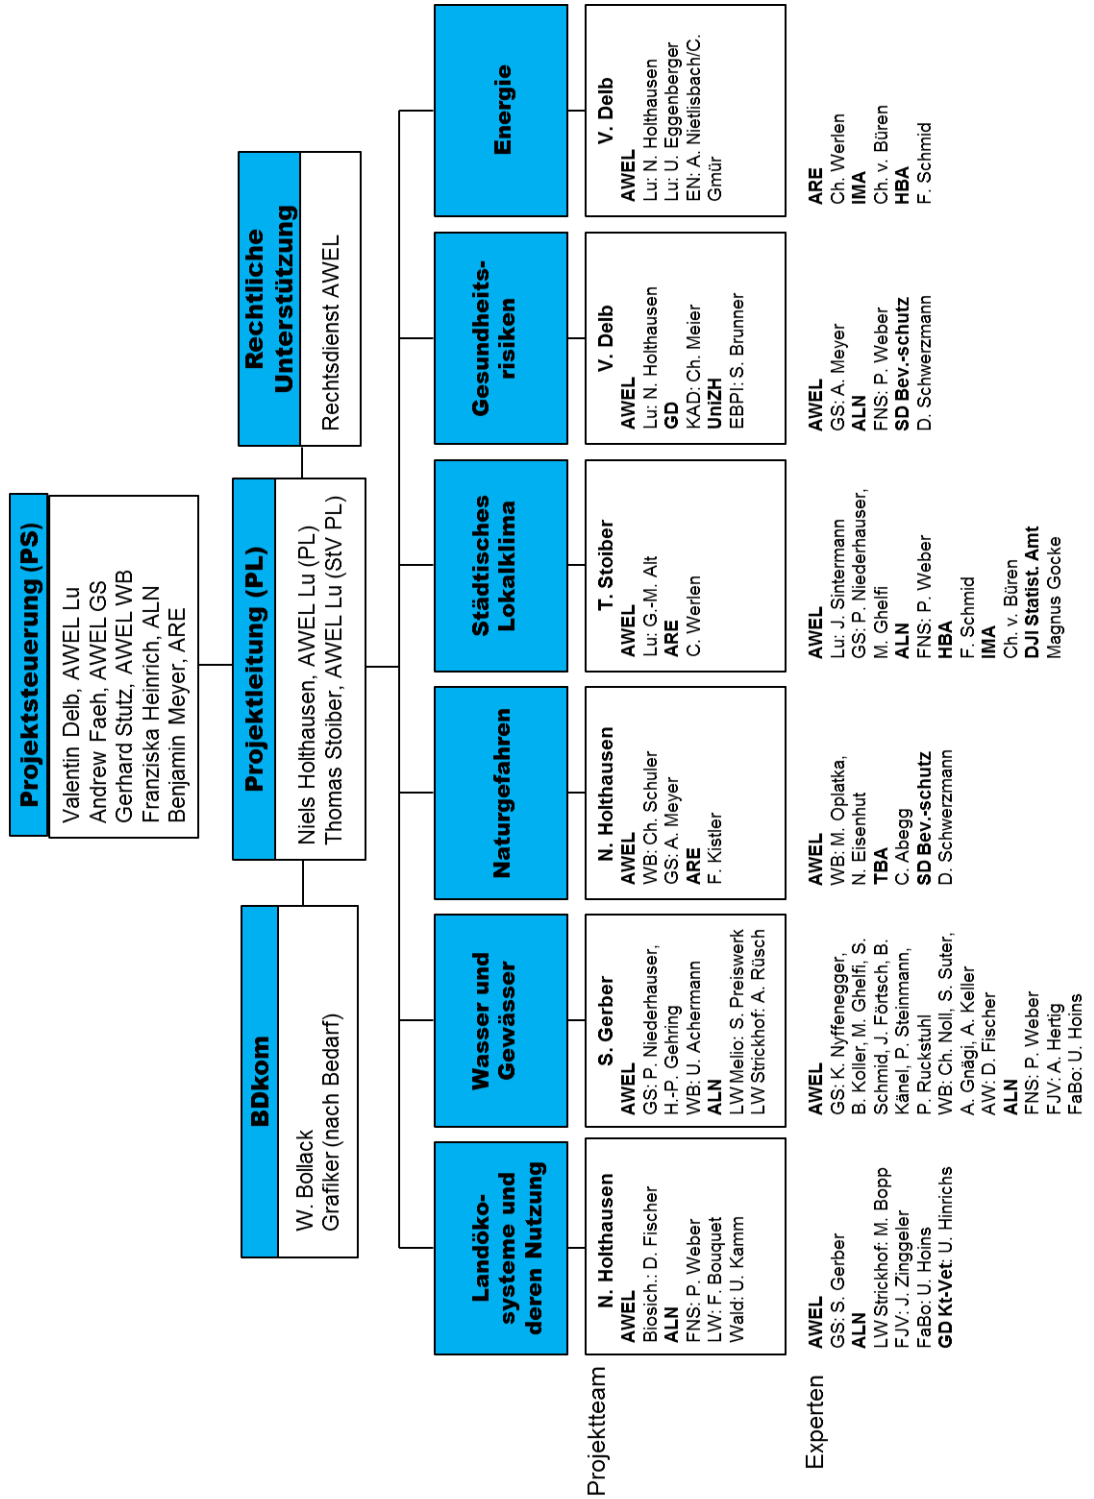 Projektsteuerung (PS)
Valentin Delb, AWEL Lu
Andrew Faeh, AWEL GS
Gerhard Stutz, AWEL WB
Franziska Heinrich, ALN
Benjamin Meyer, ARE
BDkom
W. Bollack
Grafiker (nach Bedarf)
Projektleitung (PL)
Niels Holthausen, AWEL Lu (PL)
Thomas Stoiber, AWEL Lu (StV PL)
Rechtliche
Unterstützung
Rechtsdienst AWEL
Landöko-
systeme und
deren Nutzung
Wasser und
Gewässer
Naturgefahren
Städtisches
Lokalklima
Gesundheits-
risiken
Energie
Projektteam
N. Holthausen
AWEL
Biosich.: D. Fischer
ALN
FNS: P. Weber
LW: F. Bouquet
Wald: U. Kamm
S. Gerber
AWEL
GS: P. Niederhauser,
H.-P. Gehring
WB: U. Achermann
ALN
LW Melio: S. Preiswerk
LW Strickhof: A. Rüsch
N. Holthausen
AWEL
WB: Ch. Schuler
GS: A. Meyer
ARE
F. Kistler
T. Stoiber
AWEL
Lu: G.-M. Alt
ARE
C. Werlen
V. Delb
AWEL
Lu: N. Holthausen
GD
KAD: Ch. Meier
UniZH
EBPI: S. Brunner
V. Delb
AWEL
Lu: N. Holthausen
Lu: U. Eggenberger
EN: A. Nietlisbach/C.
Gmür
Experten
AWEL
GS: S. Gerber
ALN
LW Strickhof: M. Bopp
FJV: J. Zinggeler
FaBo: U. Hoins
GD Kt-Vet: U. Hinrichs
AWEL
GS: K. Nyffenegger,
B. Koller, M. Ghelfi, S.
Schmid, J. Förtsch, B.
Känel, P. Steinmann,
P. Ruckstuhl
WB: Ch. Noll, S. Suter,
A. Gnägi, A. Keller
AW: D. Fischer
ALN
FNS: P. Weber
FJV: A. Hertig
FaBo: U. Hoins
AWEL
WB: M. Oplatka,
N. Eisenhut
TBA
C. Abegg
SD Bev.-schutz
D. Schwerzmann
AWEL
Lu: J. Sintermann
GS: P. Niederhauser,
M. Ghelfi
ALN
FNS: P. Weber
HBA
F. Schmid
IMA
Ch. v. Büren
DJI Statist. Amt
Magnus Gocke
AWEL
GS: A. Meyer
ALN
FNS: P. Weber
SD Bev.-schutz
D. Schwerzmann
ARE
Ch. Werlen
IMA
Ch. v. Büren
HBA
F. Schmid